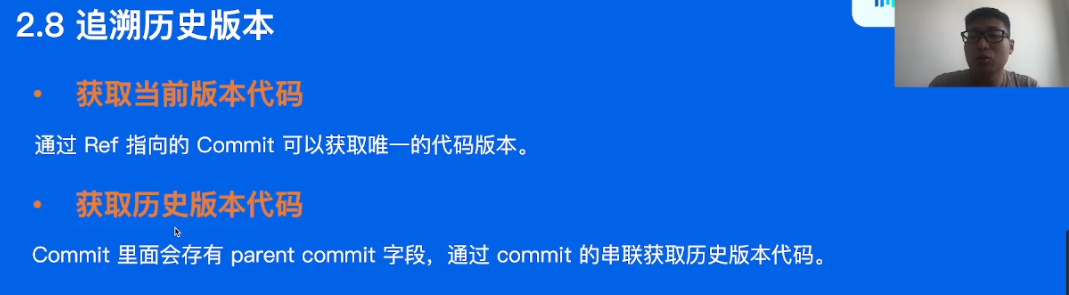 2.8 追溯历史版本
• 获取当前版本代码
通过 Ref 指向的 Commit 可以获取唯一的代码版本。
• 获取历史版本代码
Commit 里面会存有 parent commit 字段，通过 commit 的串联获取历史版本代码。